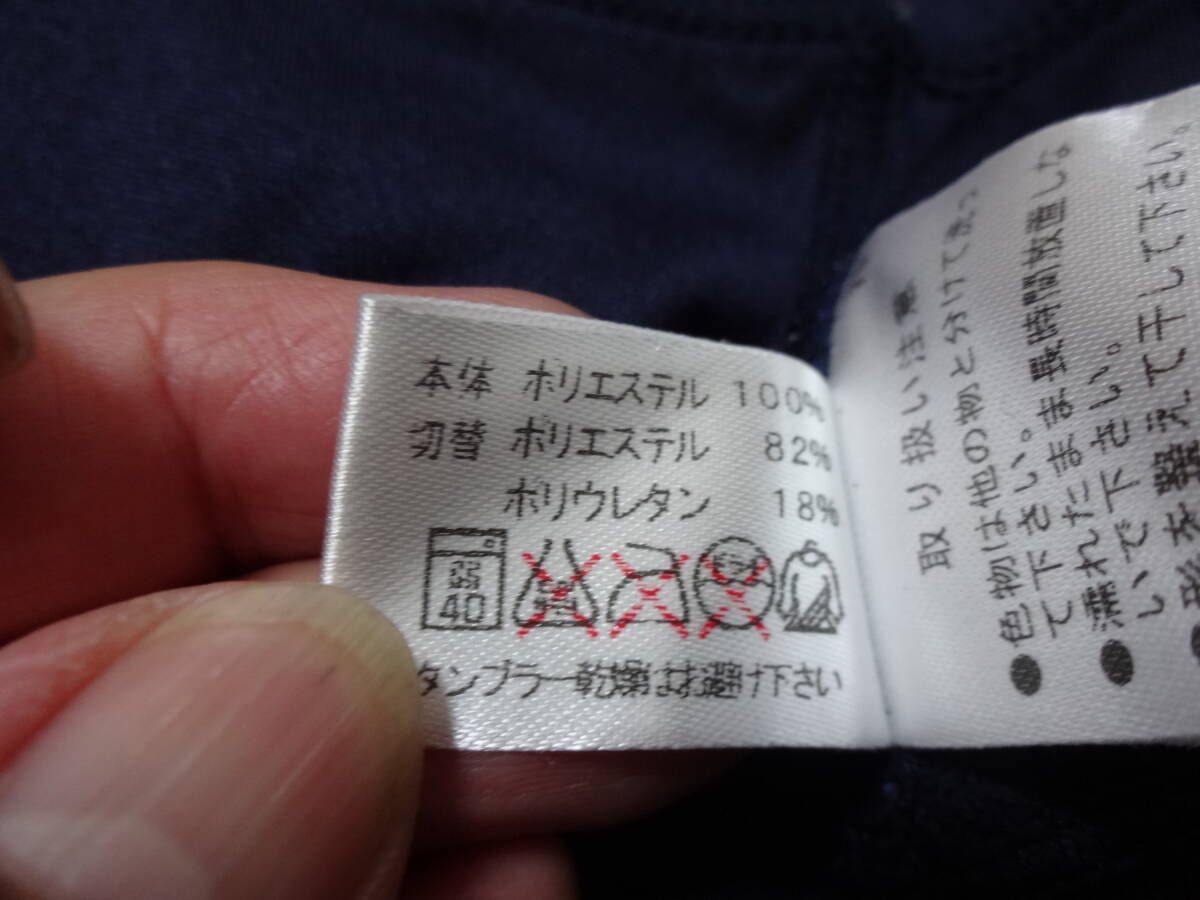 本体 ポリエステル 100%
切替 ポリエステル 82%
ポリウレタン 18%
40
タンブラー乾燥はお避け下さい
取り扱い注意
●色物は他の物と分けて洗っ
て下さい。
●濡れたまま長時間放置しな
いで下さい。
形を整えて干して下さい。